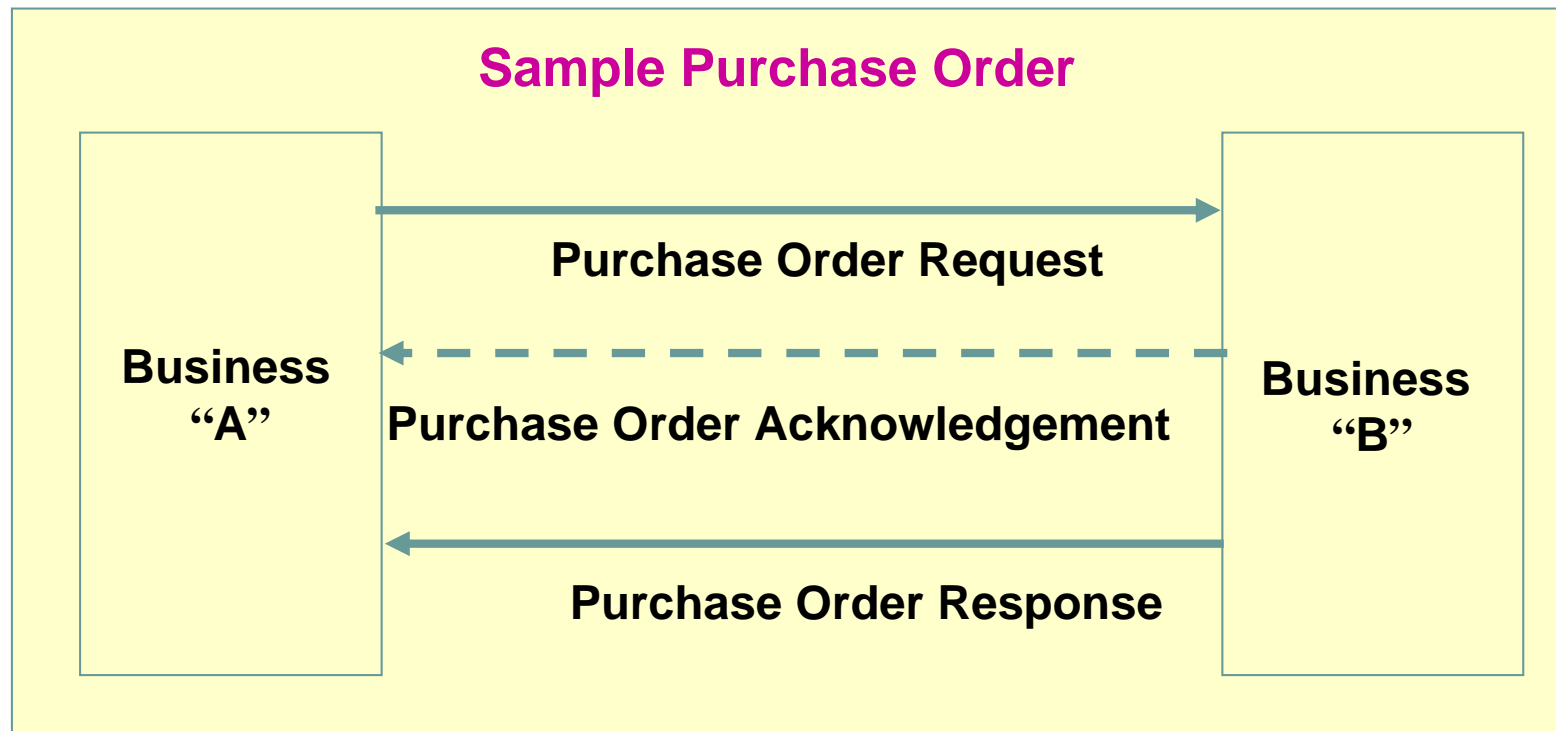 Sample Purchase Order
Purchase Order Request
Business
“A”
Purchase Order Acknowledgement
Business
“B”
Purchase Order Response